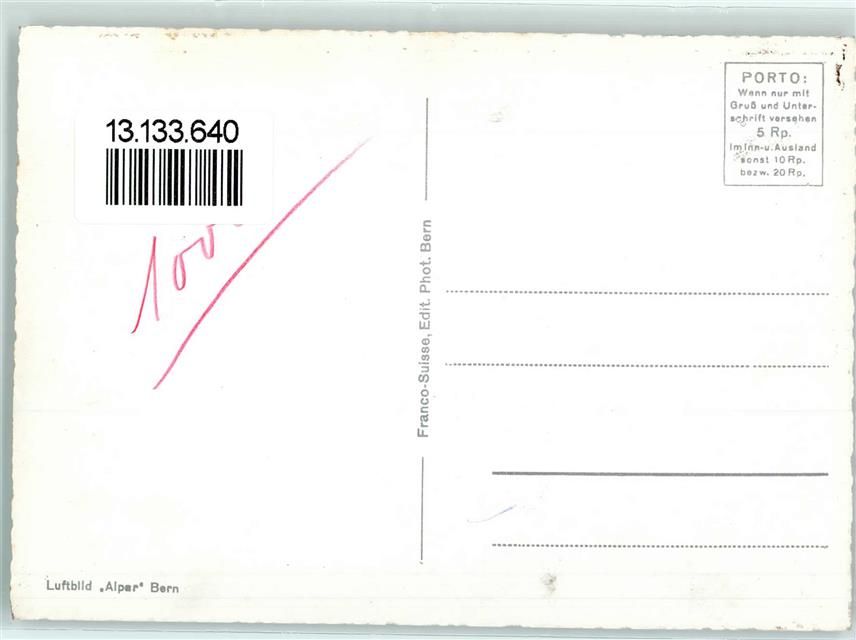 13.133.640
PORTO:
Wenn nur mit
Gruß und Unter-
schrift versehen
5 Rp.
im Inn-u. Ausland
sonst 10 Rp.
bezw. 20 Rp.
Franco-Suisse, Edit. Phot. Bern
Luftbild „Alpar" Bern